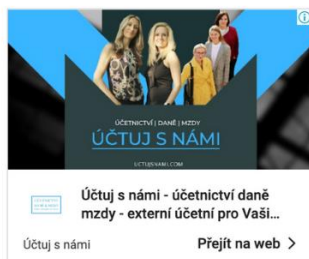 ÚČETNICTVÍ | DANĚ | MZDY
ÚČTUJ S NÁMI
UCTUJSNAMI.COM
Účtuj s námi - účetnictví daně
mzdy - externí účetní pro Vaši...
Účtuj s námi
Přejít na web >